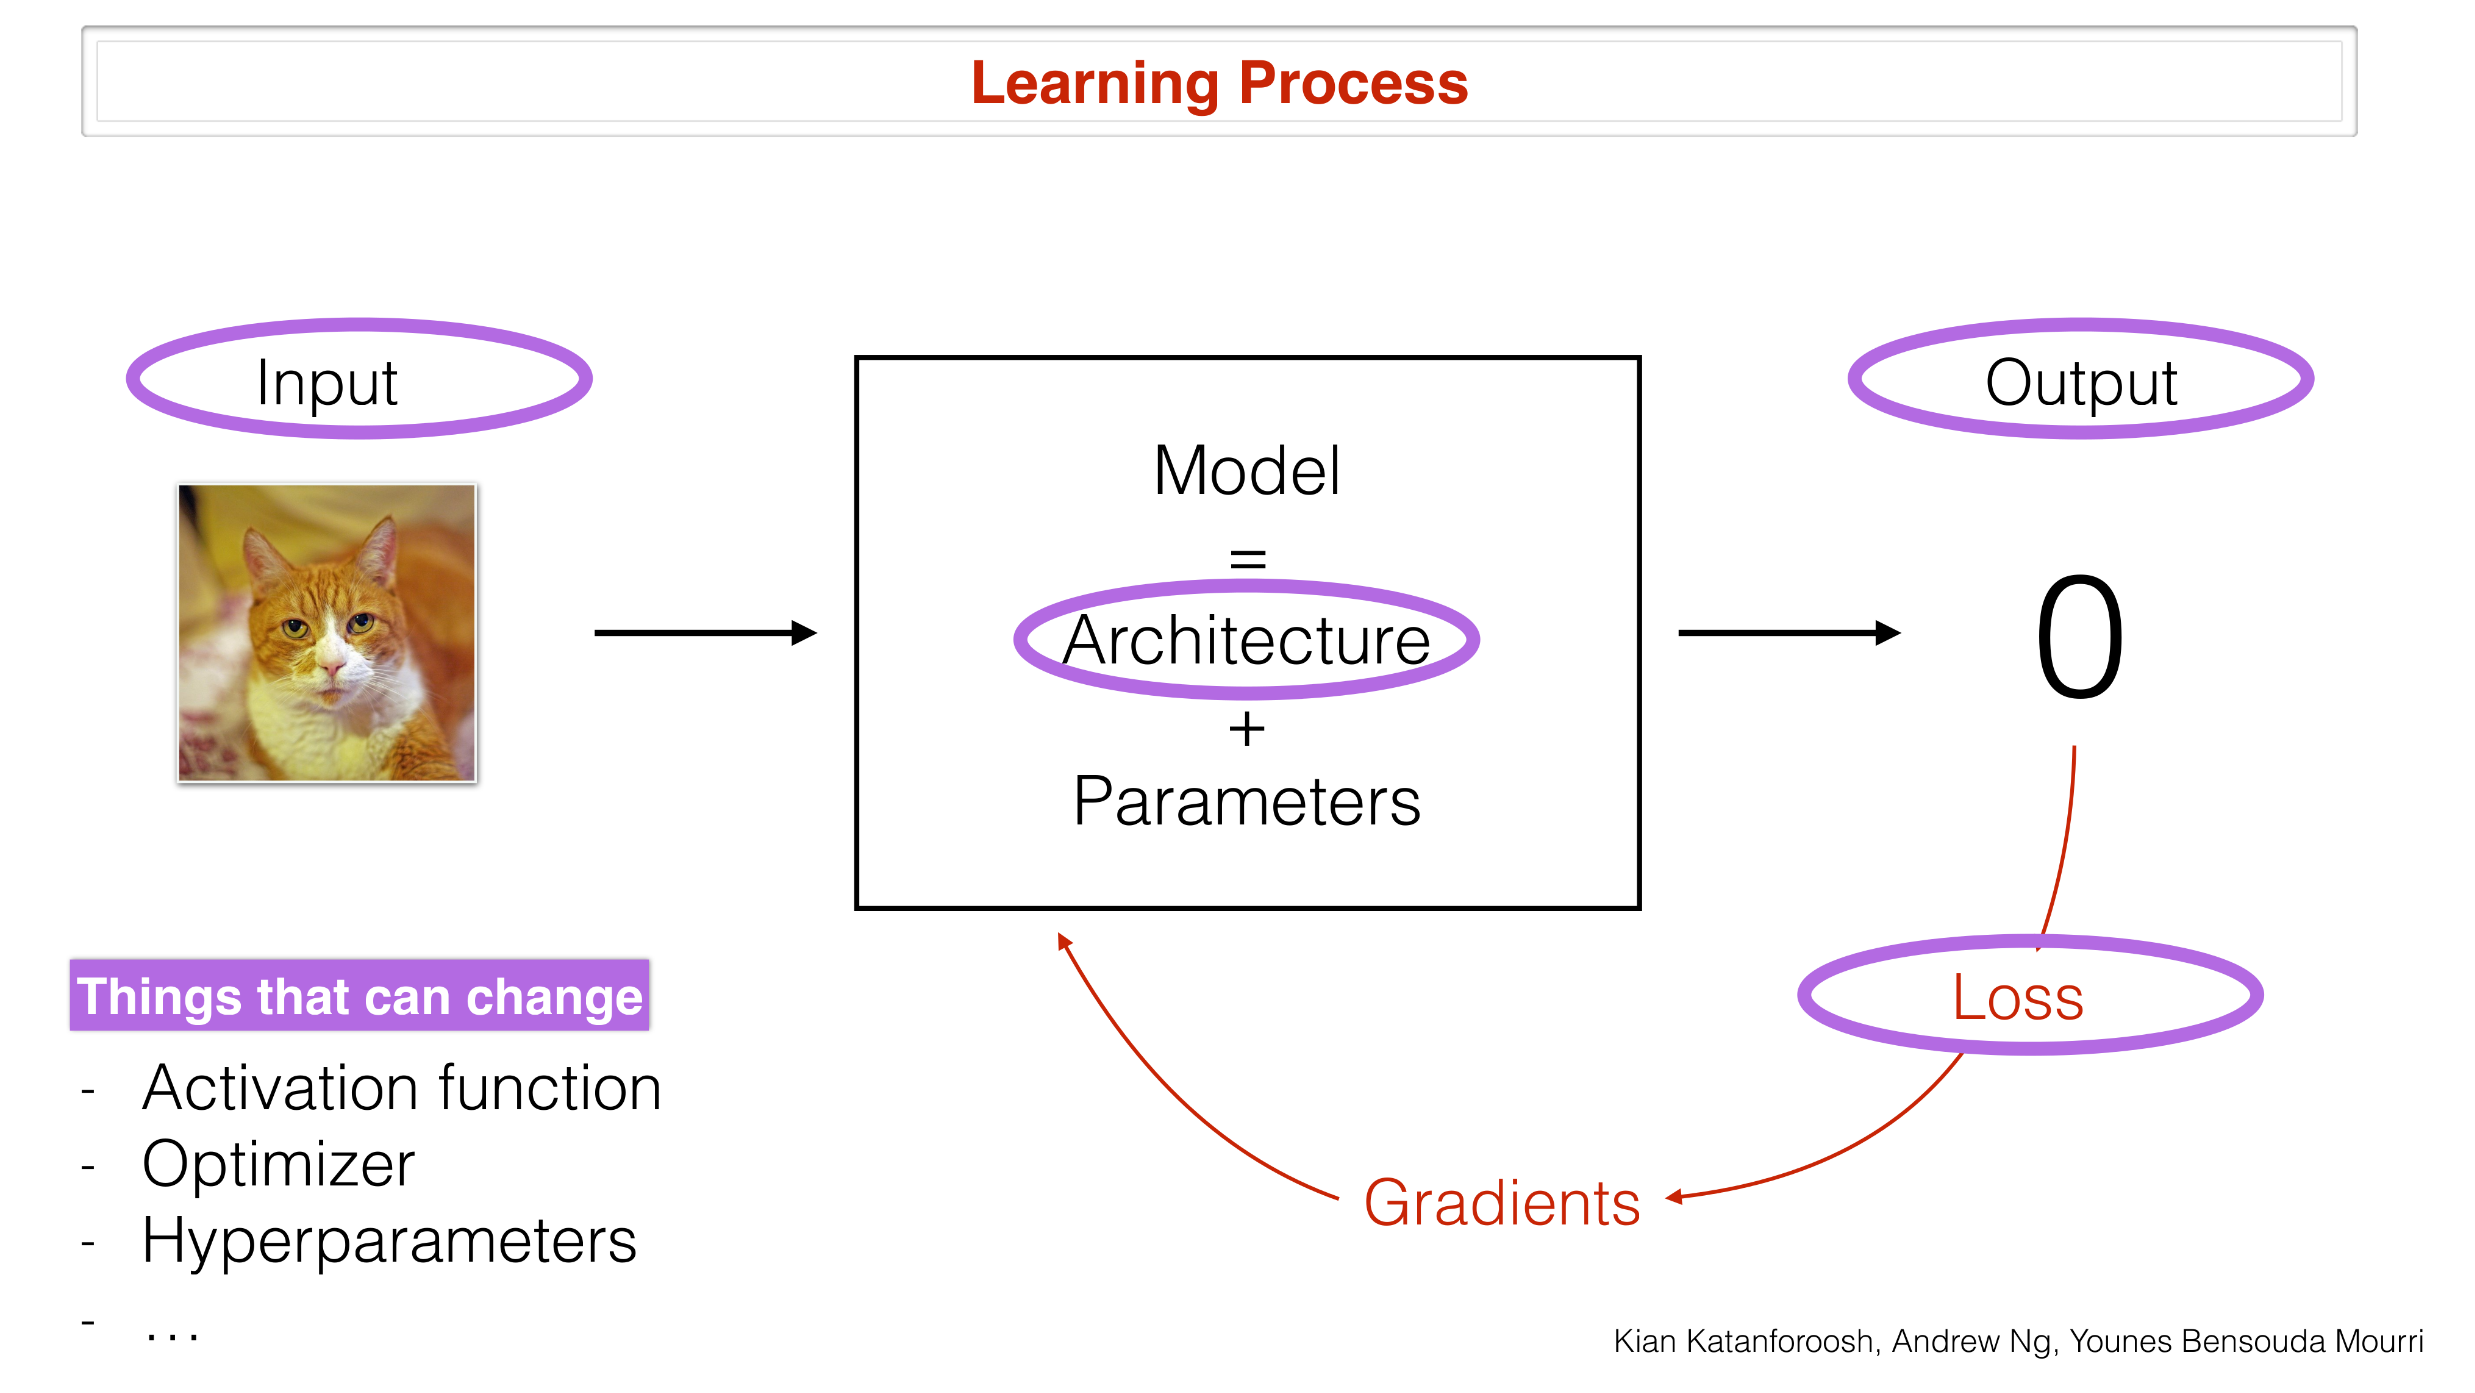 Learning Process
Input
Output
Model
=
Architecture
+
Parameters
0
Loss
Gradients
Things that can change
- Activation function
- Optimizer
- Hyperparameters
- ...
Kian Katanforoosh, Andrew Ng, Younes Bensouda Mourri